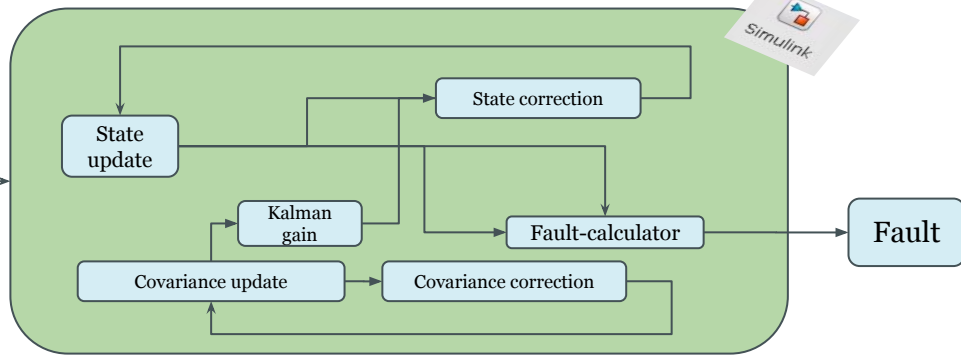 Simulink
State correction
State
update
Kalman
gain
Fault-calculator
Fault
Covariance update
Covariance correction